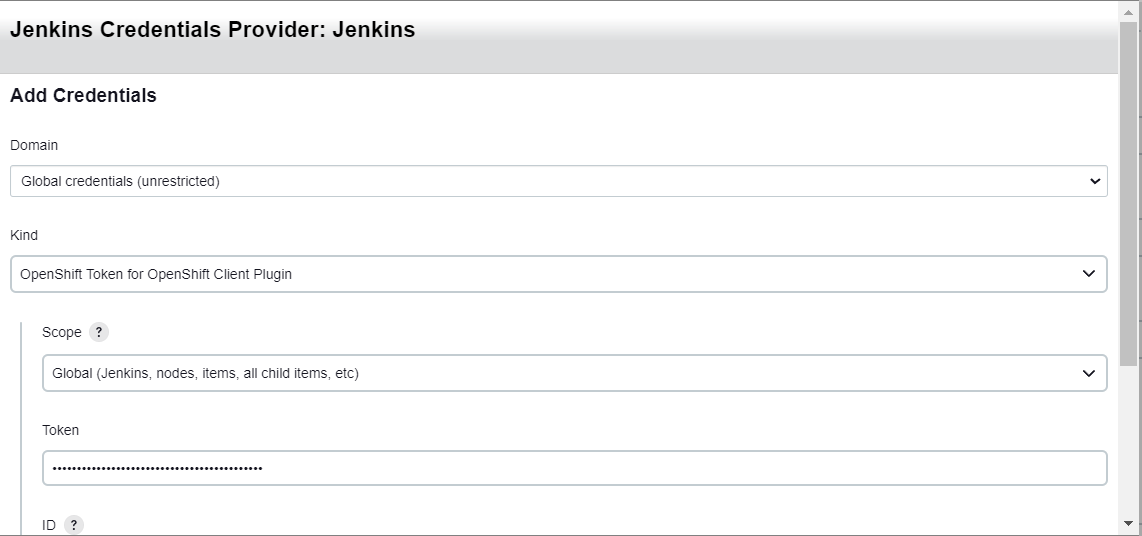 Jenkins Credentials Provider: Jenkins
Add Credentials
Domain
Global credentials (unrestricted)
Kind
OpenShift Token for OpenShift Client Plugin
Scope ?
Global (Jenkins, nodes, items, all child items, etc)
Token
•••••••••••••••••••••••••••••••••••••••••••
ID ?